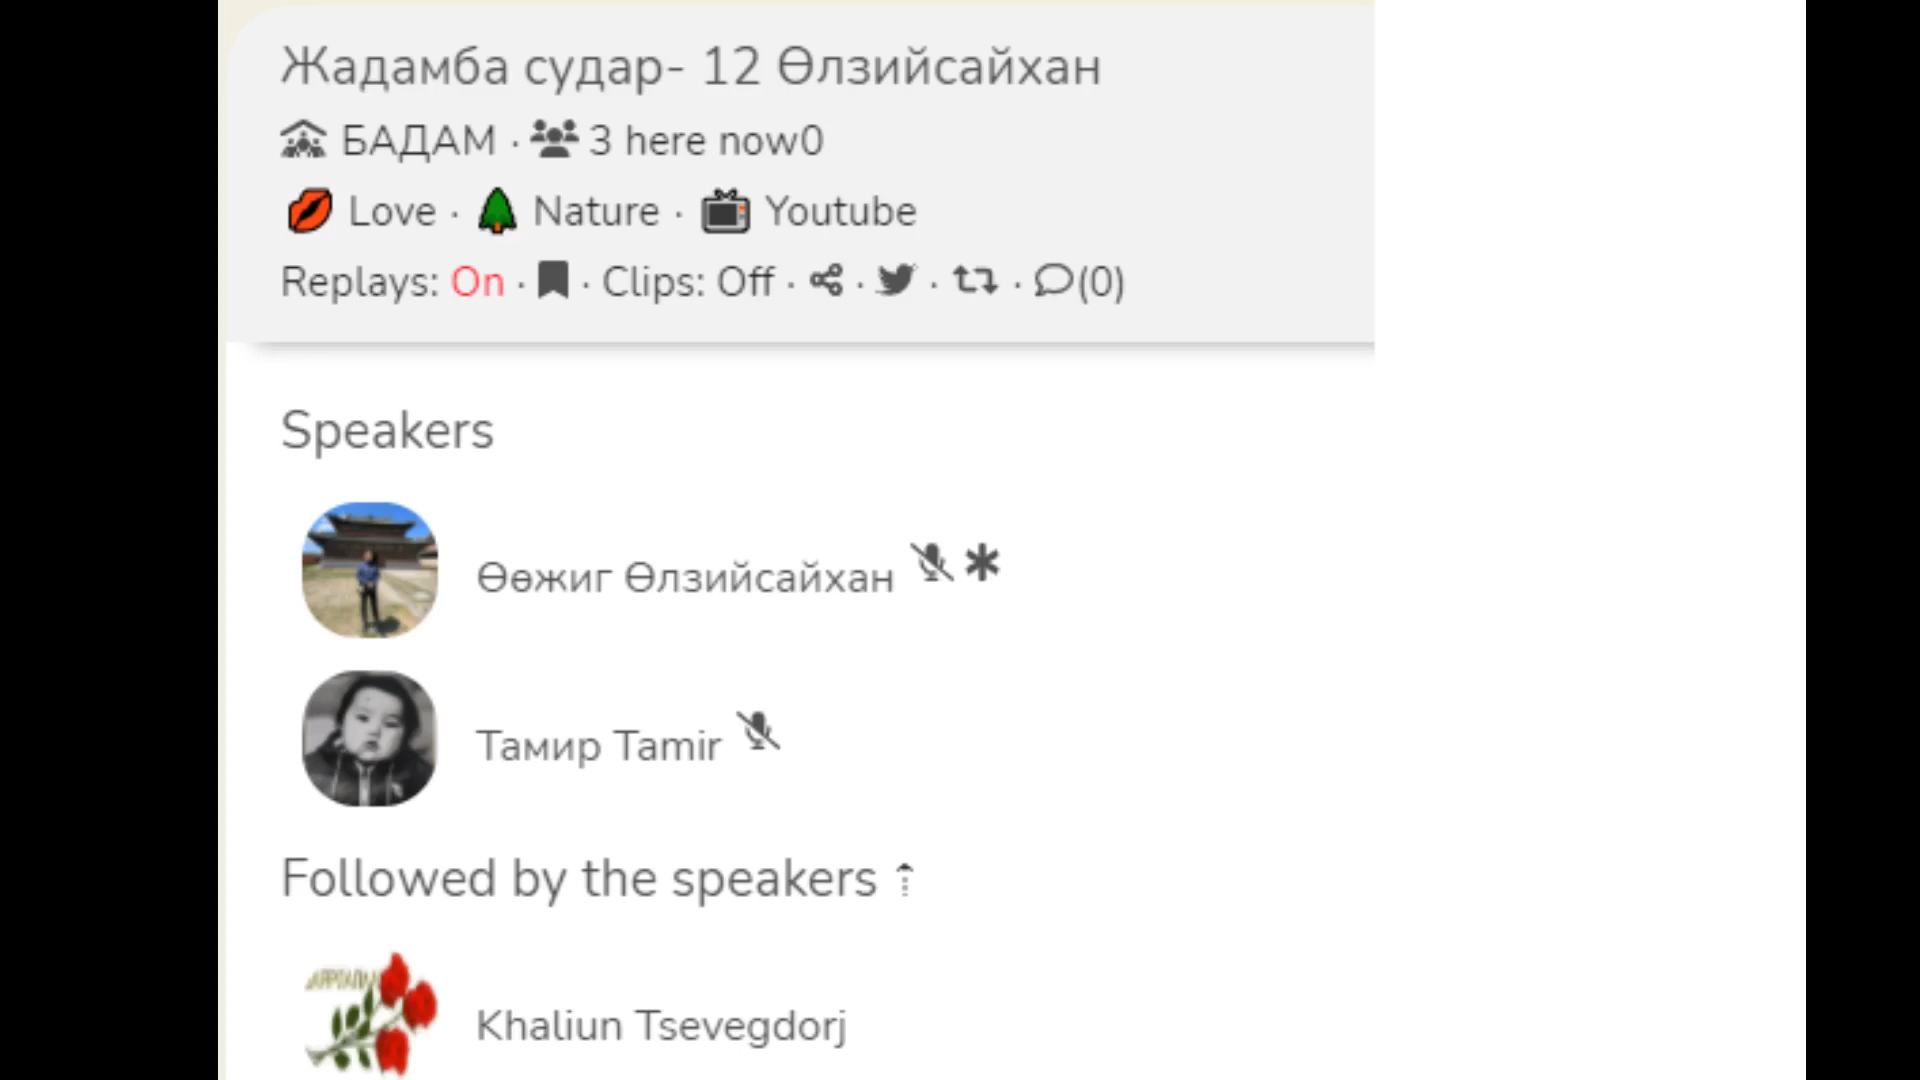 Жадамба судар- 12 Өлзийсайхан
БАДАМ · 3 here now0
Love · Nature · Youtube
Replays: On · · Clips: Off · · · · (0)
Speakers
Өөжиг Өлзийсайхан
Тамир Tamir
Followed by the speakers
Khaliun Tsevegdorj